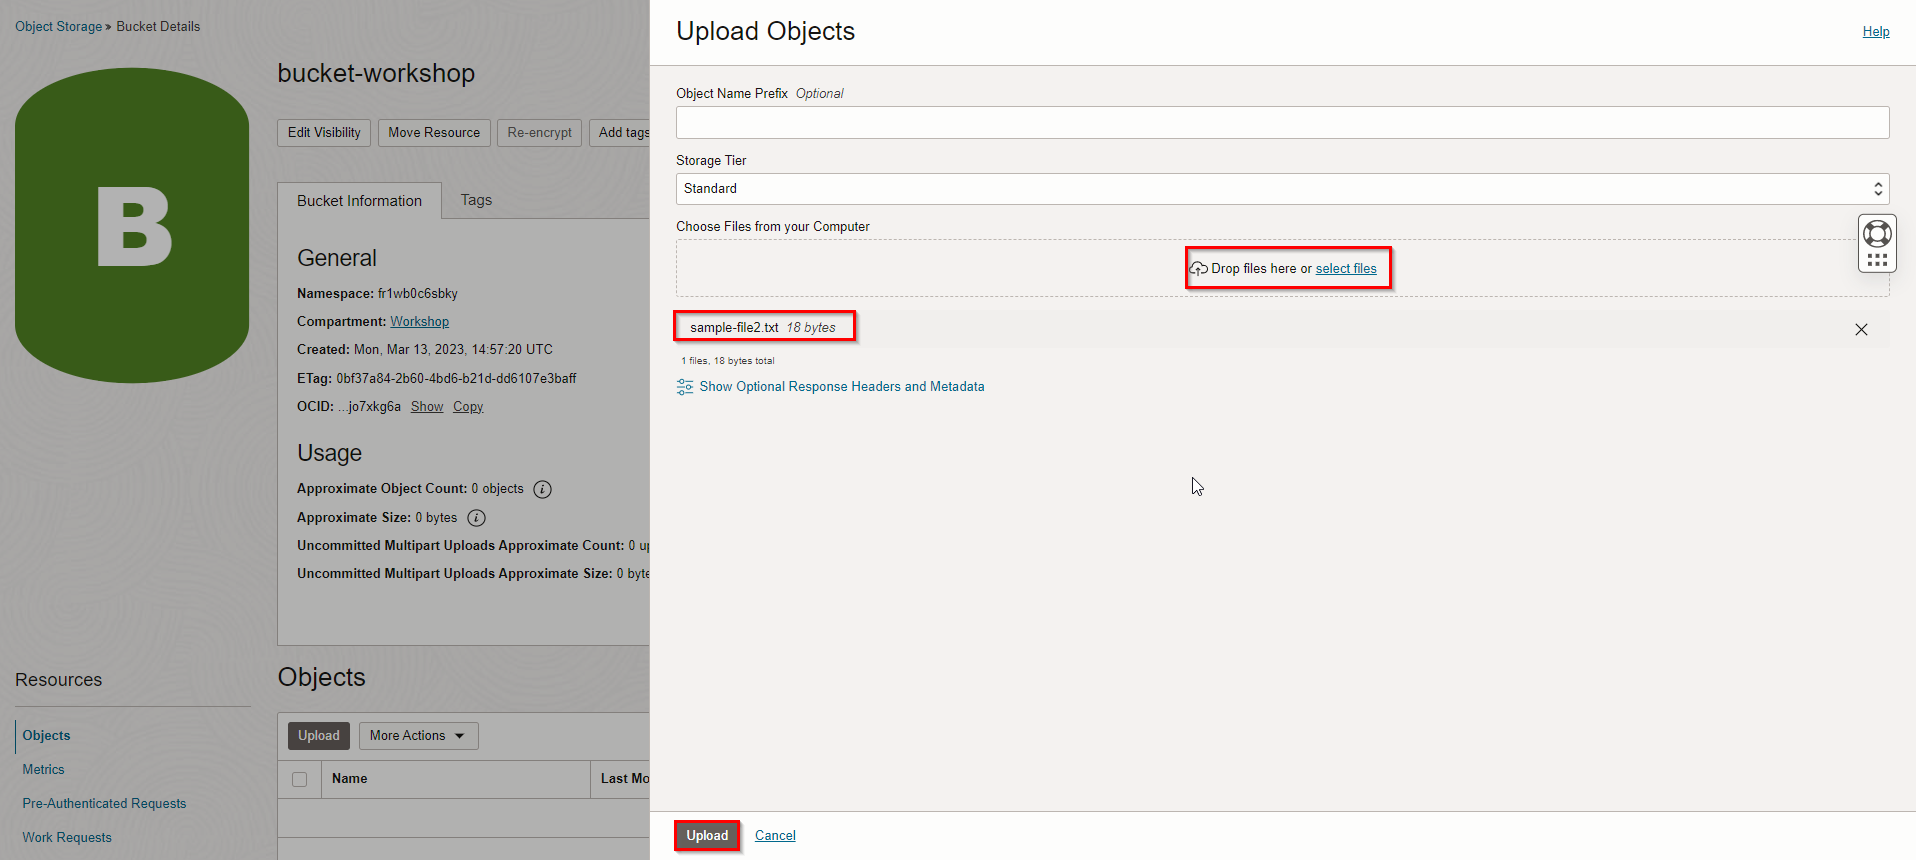 Object Storage » Bucket Details
B
bucket-workshop
Edit Visibility Move Resource Re-encrypt Add tags
Bucket Information Tags
General
Namespace: fr1wb0c6sbky
Compartment: Workshop
Created: Mon, Mar 13, 2023, 14:57:20 UTC
ETag: 0bf37a84-2b60-4bd6-b21d-dd6107e3baff
OCID: ...jo7xkg6a Show Copy
Usage
Approximate Object Count: 0 objects i
Approximate Size: 0 bytes i
Uncommitted Multipart Uploads Approximate Count: 0 u
Uncommitted Multipart Uploads Approximate Size: 0 byte
Resources
Objects
Metrics
Pre-Authenticated Requests
Work Requests
Objects
Upload More Actions
Name Last Mo
Upload Objects
Help
Object Name Prefix Optional
Storage Tier
Standard
Choose Files from your Computer
Drop files here or select files
sample-file2.txt 18 bytes
1 files, 18 bytes total
Show Optional Response Headers and Metadata
Upload Cancel